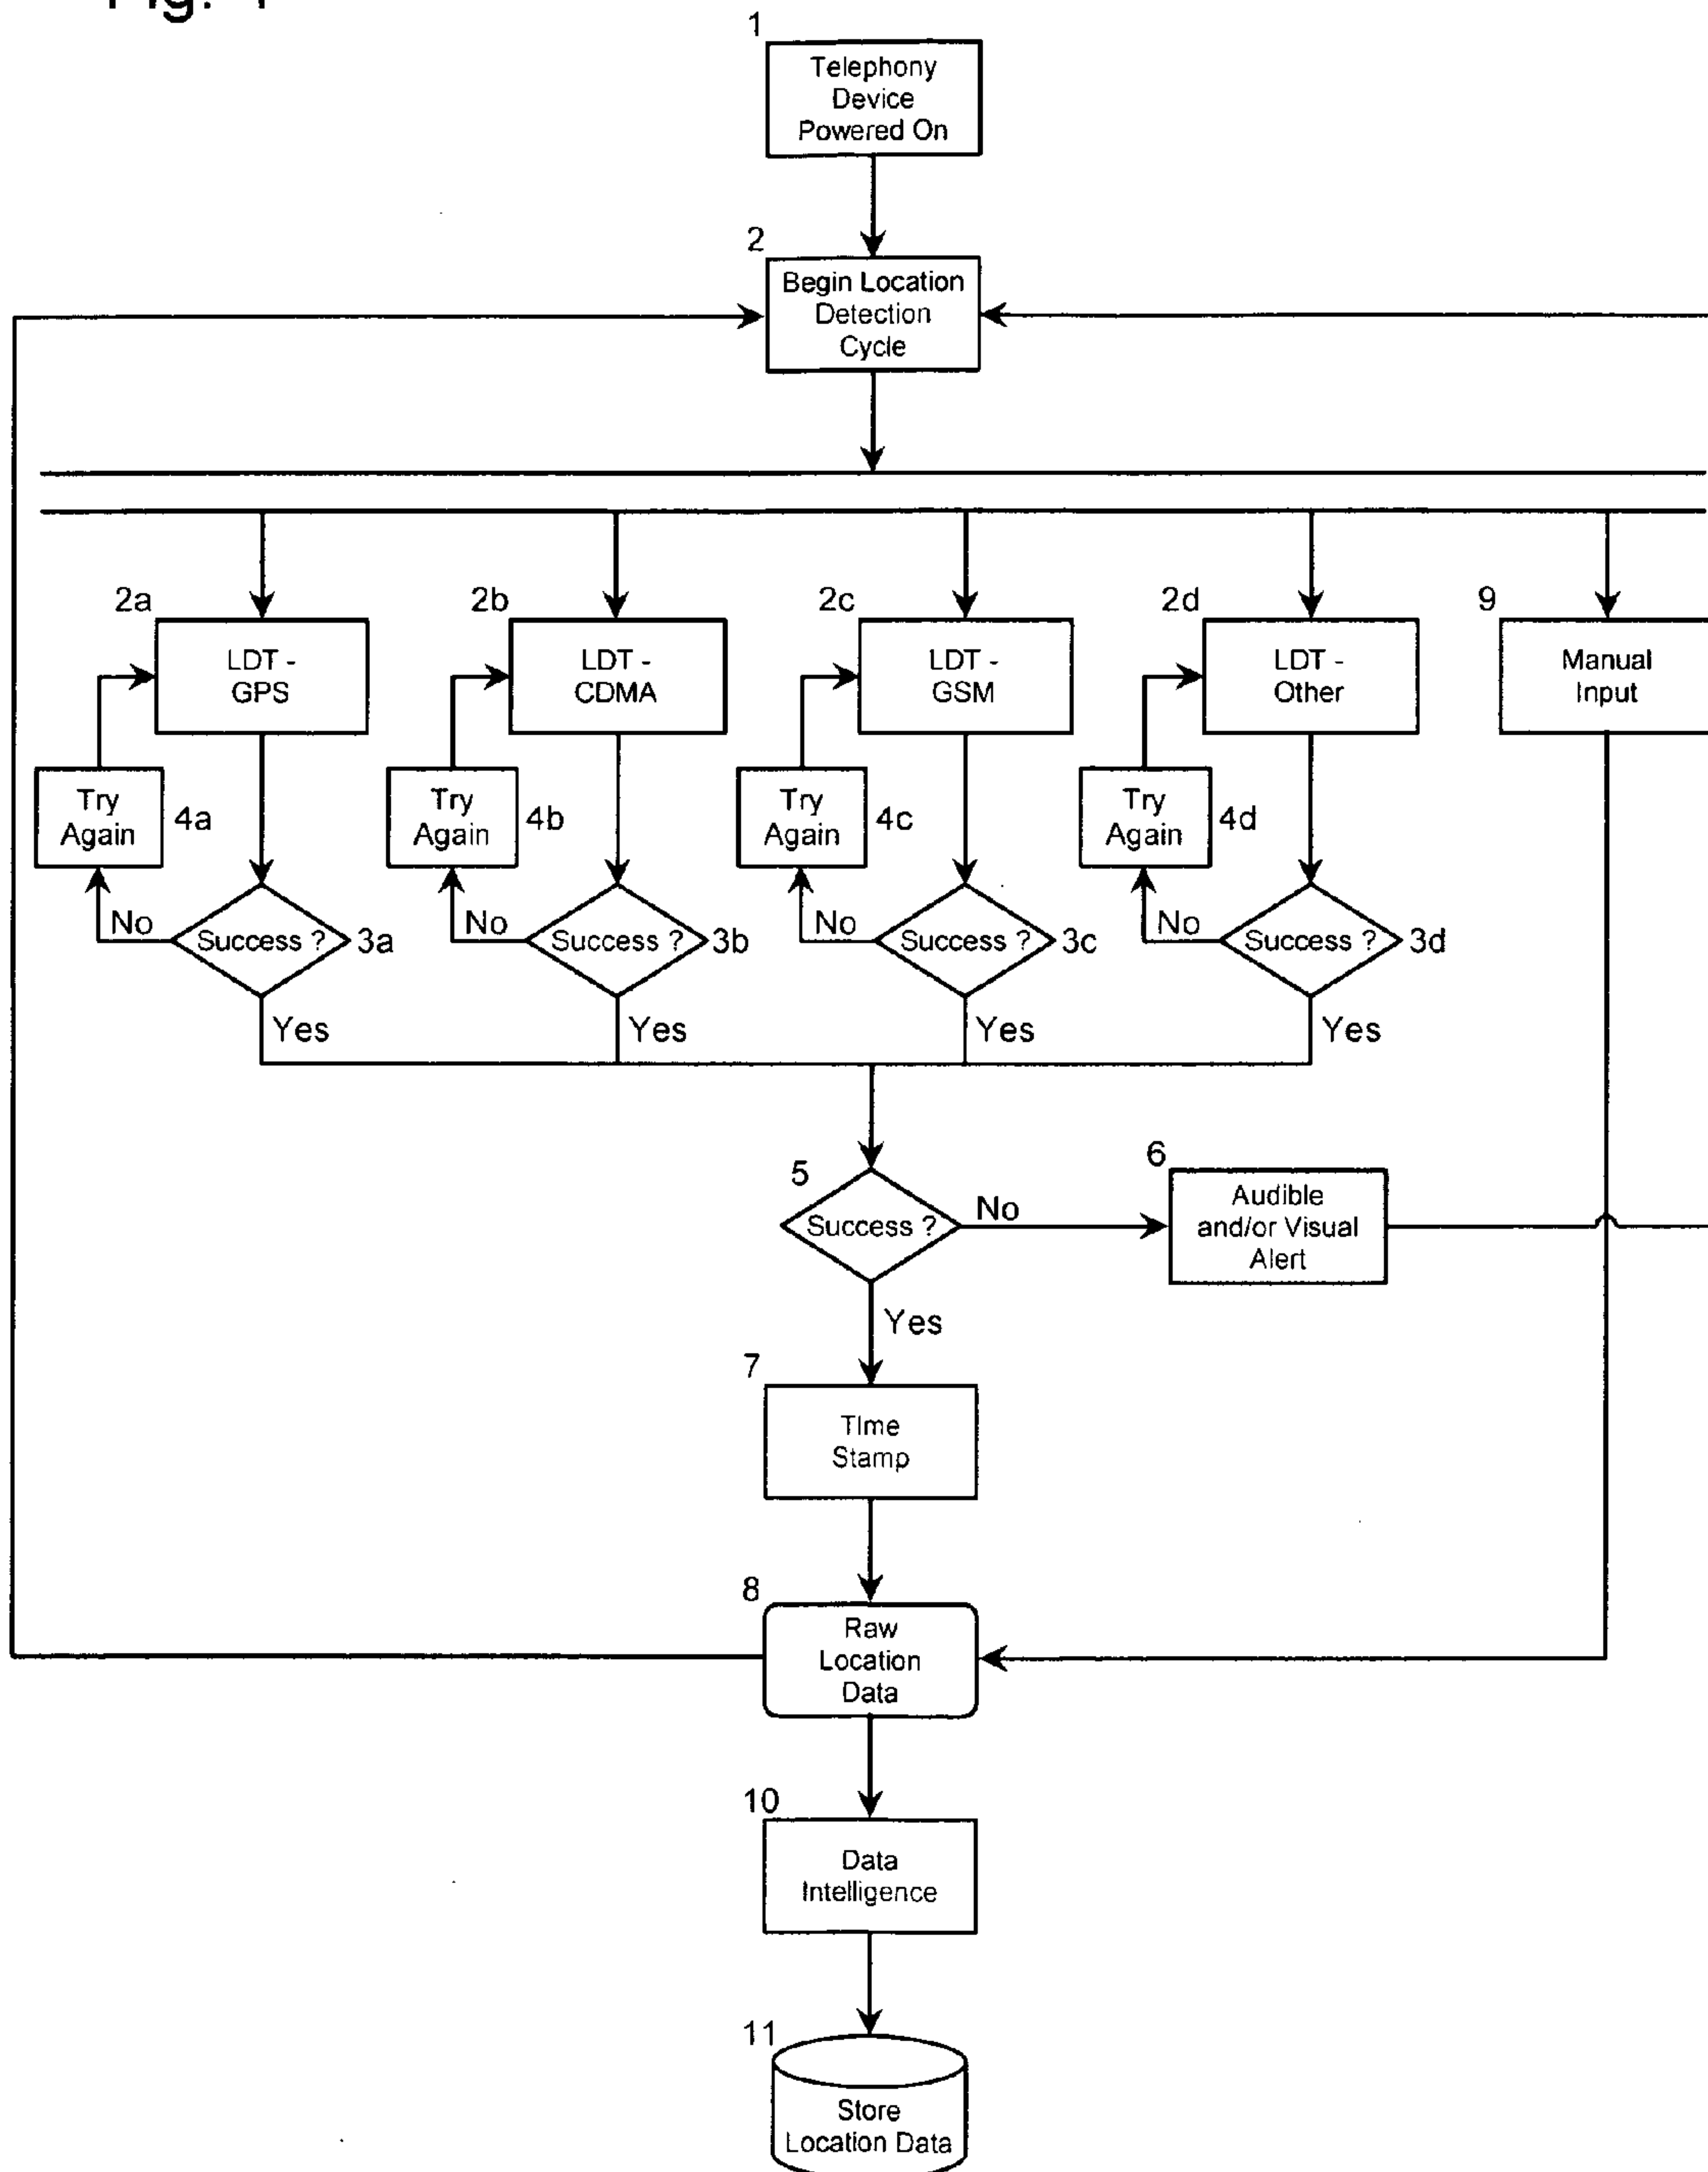 1
Telephony
Device
Powered On
2
Begin Location
Detection
Cycle
2a
LDT -
GPS
2b
LDT -
CDMA
2c
LDT -
GSM
2d
LDT -
Other
9
Manual
Input
Try
Again
4a
Try
Again
4b
Try
Again
4c
Try
Again
4d
No
Success ?
3a
No
Success ?
3b
No
Success ?
3c
No
Success ?
3d
Yes
Yes
Yes
Yes
5
Success ?
No
6
Audible
and/or Visual
Alert
Yes
7
TIme
Stamp
8
Raw
Location
Data
10
Data
Intelligence
11
Store
Location Data